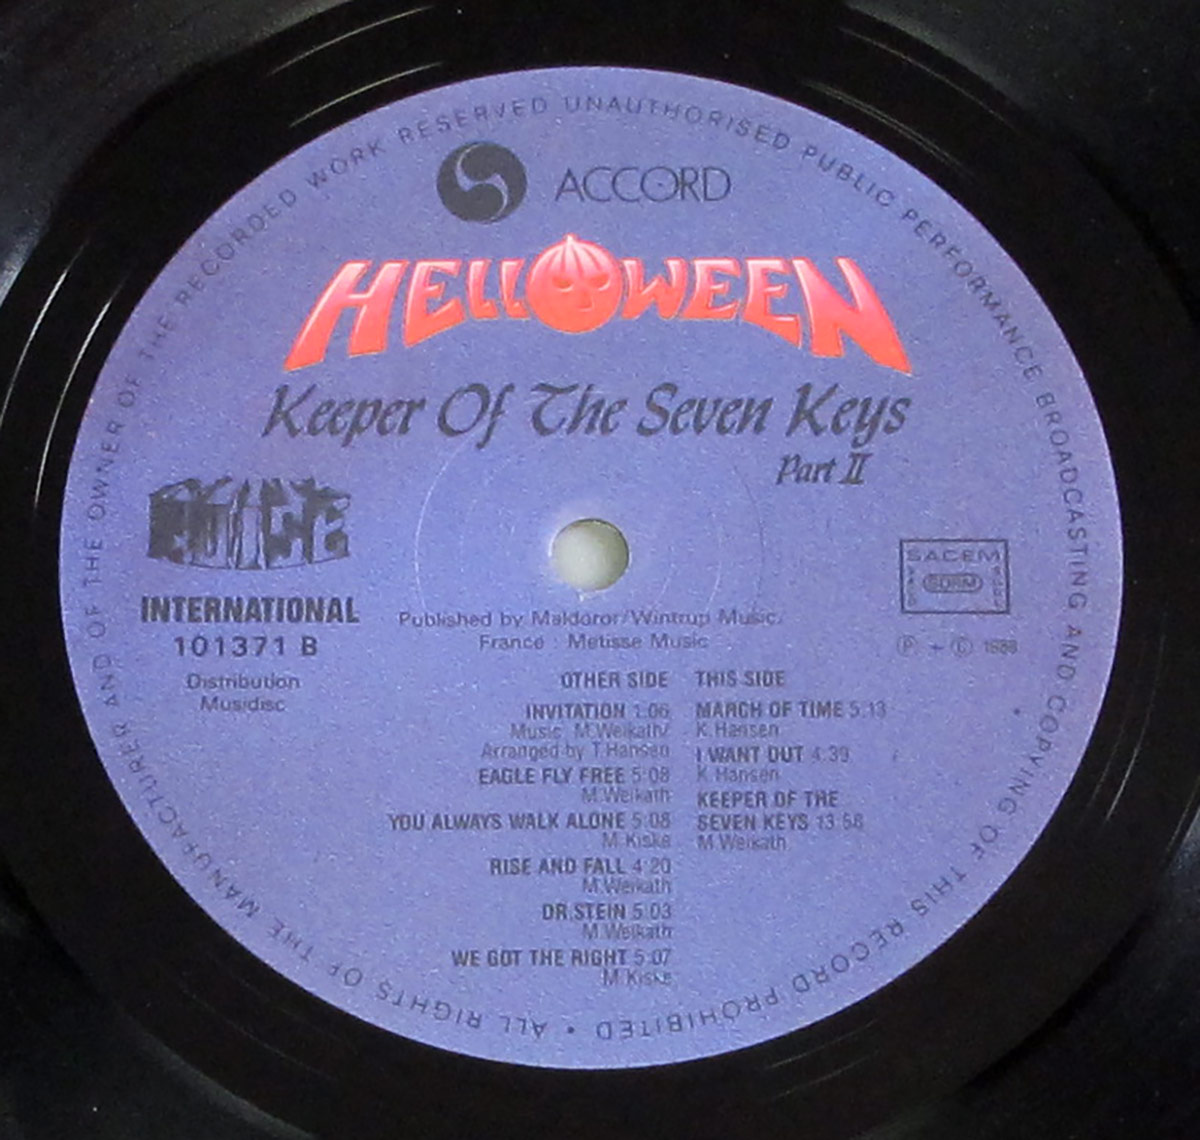 ALL RIGHTS OF THE MANUFACTURER AND OF THE OWNER OF THE RECORDED WORK RESERVED UNAUTHORISED PUBLIC PERFORMANCE BROADCASTING AND COPYING OF THIS RECORD PROHIBITED •
ACCORD
HELLOWEEN
Keeper Of The Seven Keys
Part II
NOISE
INTERNATIONAL
101371 B
Distribution
Musidisc
SACEM
SDRM
℗ + © 1988
Published by Maldoror/Wintrup Music.
France : Metisse Music
OTHER SIDE
INVITATION 1:06
Music: M.Weikath/
Arranged by T.Hansen
EAGLE FLY FREE 5:08
M.Weikath
YOU ALWAYS WALK ALONE 5:08
M.Kiske
RISE AND FALL 4:20
M.Weikath
DR.STEIN 5:03
M.Weikath
WE GOT THE RIGHT 5:07
M.Kiske
THIS SIDE
MARCH OF TIME 5:13
K.Hansen
I WANT OUT 4:39
K.Hansen
KEEPER OF THE
SEVEN KEYS 13:56
M.Weikath